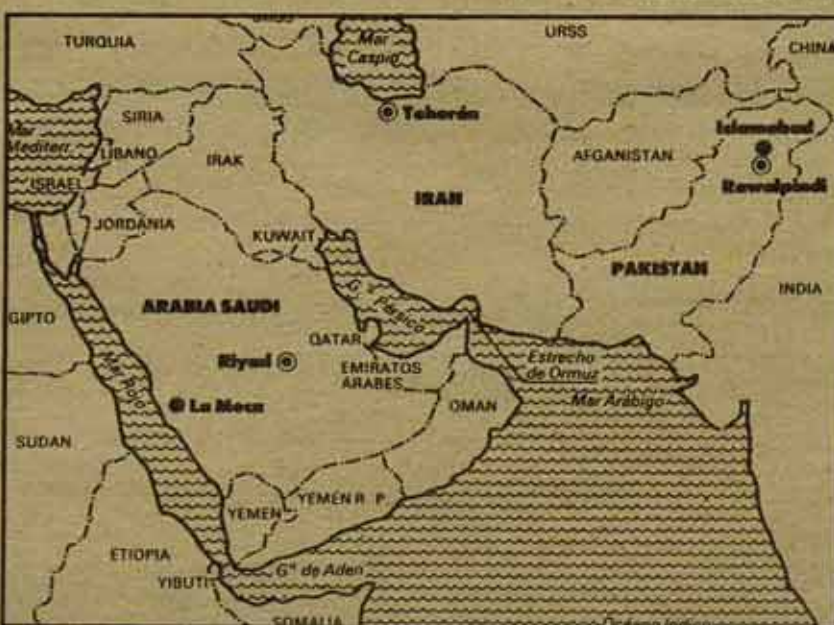 TURQUIA
Mar
Caspio
URSS
CHINA
SIRIA
Teherán
Islamabad
Mar
Mediterr.
LIBANO
IRAK
AFGANISTAN
Rawalpindi
ISRAEL
IRAN
JORDANIA
KUWAIT
PAKISTAN
INDIA
GIPTO
ARABIA SAUDI
Gº Pérsico
QATAR
Estrecho
de Ormuz
Riyad
EMIRATOS
ARABES
Mar Rojo
La Meca
OMAN
Mar Arábigo
SUDAN
YEMEN
YEMEN R P
ETIOPIA
Gº de Aden
YIBUTI
SOMALIA